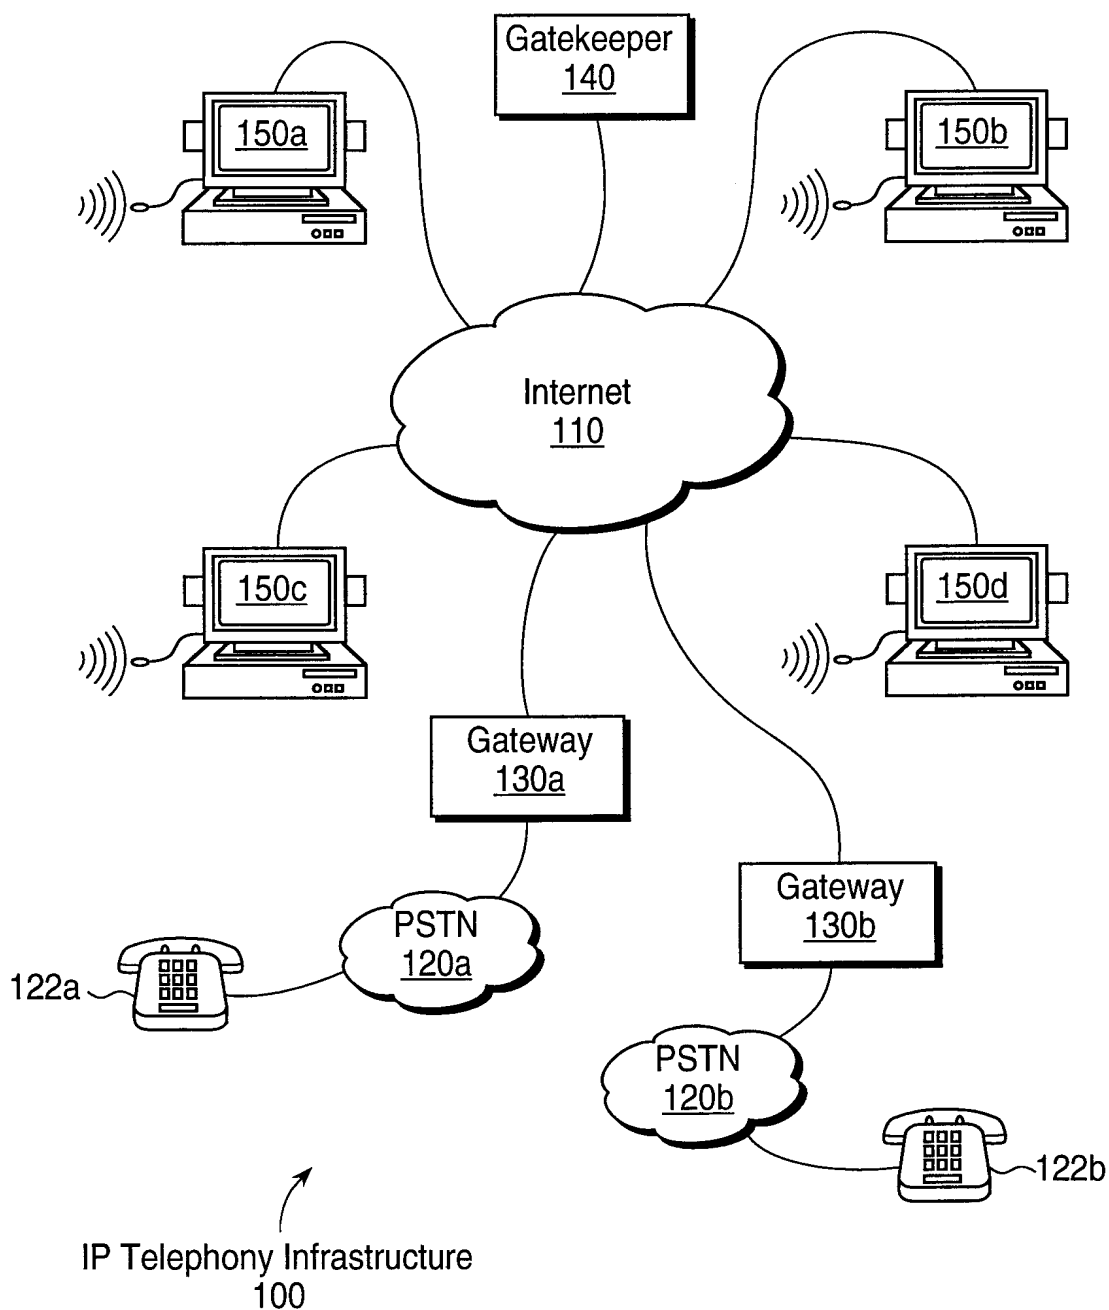 Gatekeeper
140
150a
150b
Internet
110
150c
150d
Gateway
130a
Gateway
130b
PSTN
120a
122a
PSTN
120b
122b
IP Telephony Infrastructure
100